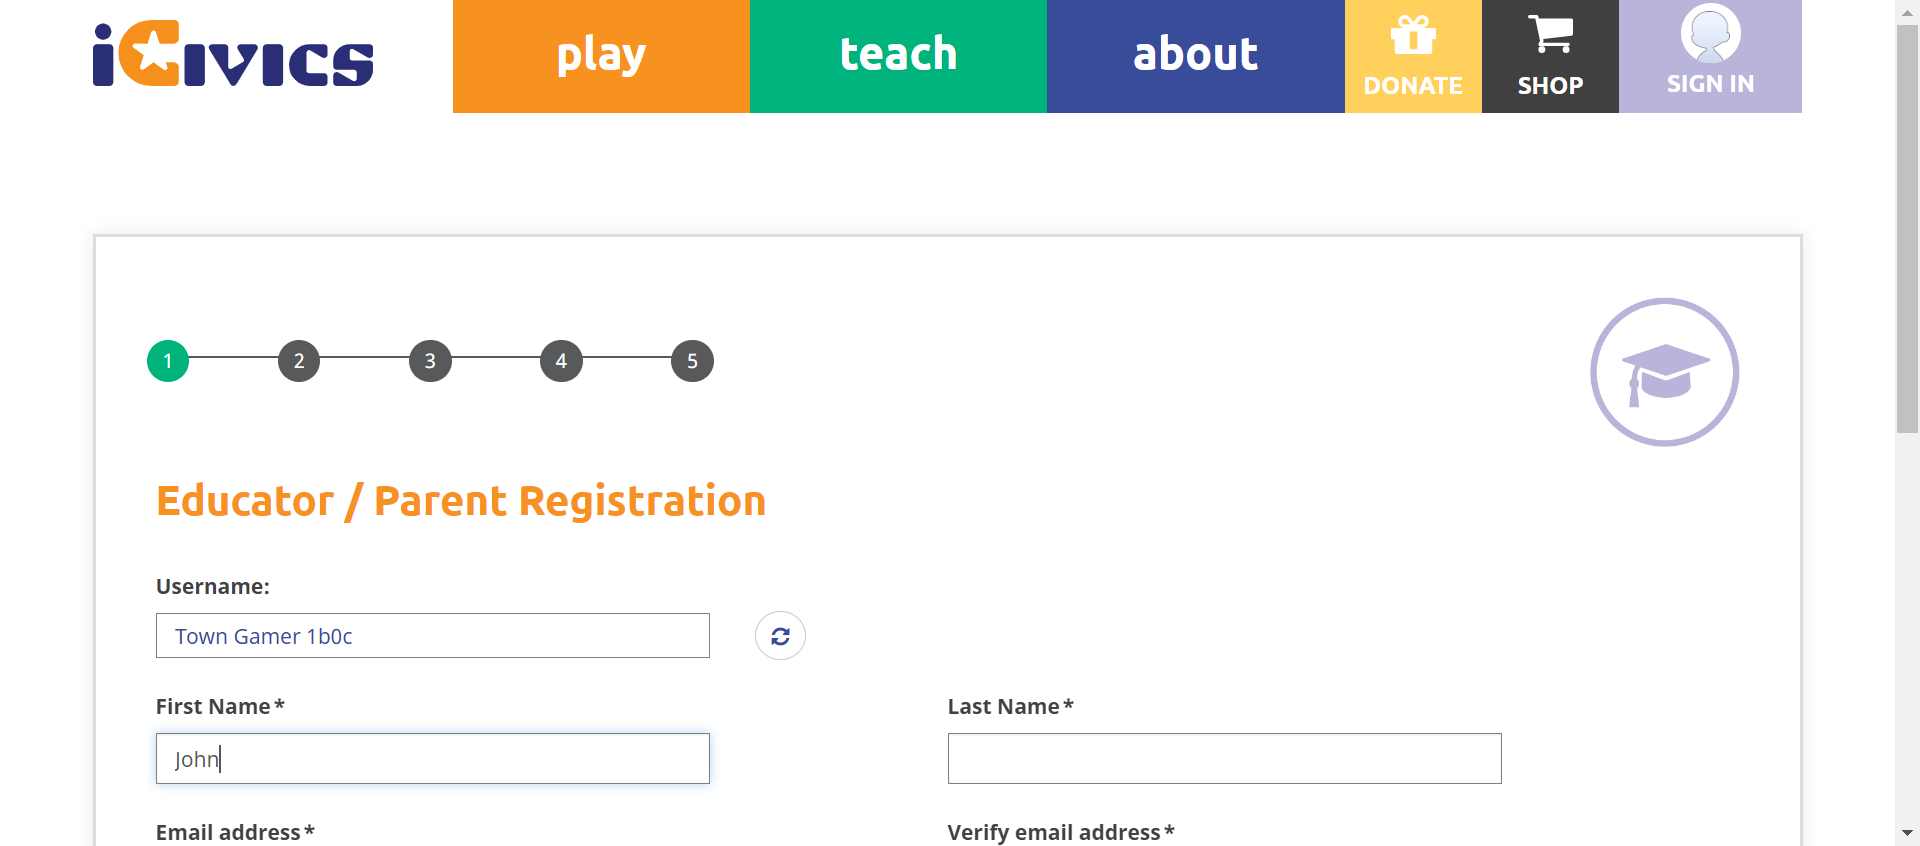 iCivics
play
teach
about
DONATE
SHOP
SIGN IN
1 2 3 4 5
Educator / Parent Registration
Username:
Town Gamer 1b0c
First Name* Last Name*
John
Email address* Verify email address*